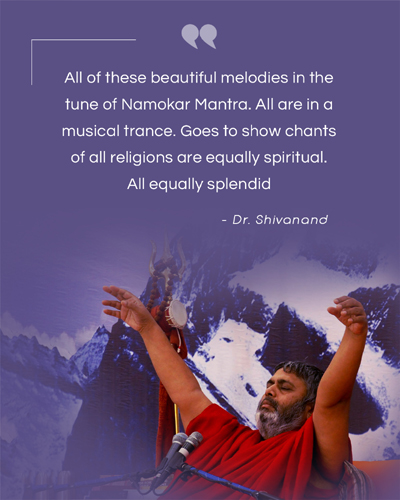 All of these beautiful melodies in the
tune of Namokar Mantra. All are in a
musical trance. Goes to show chants
of all religions are equally spiritual.
All equally splendid
- Dr. Shivanand